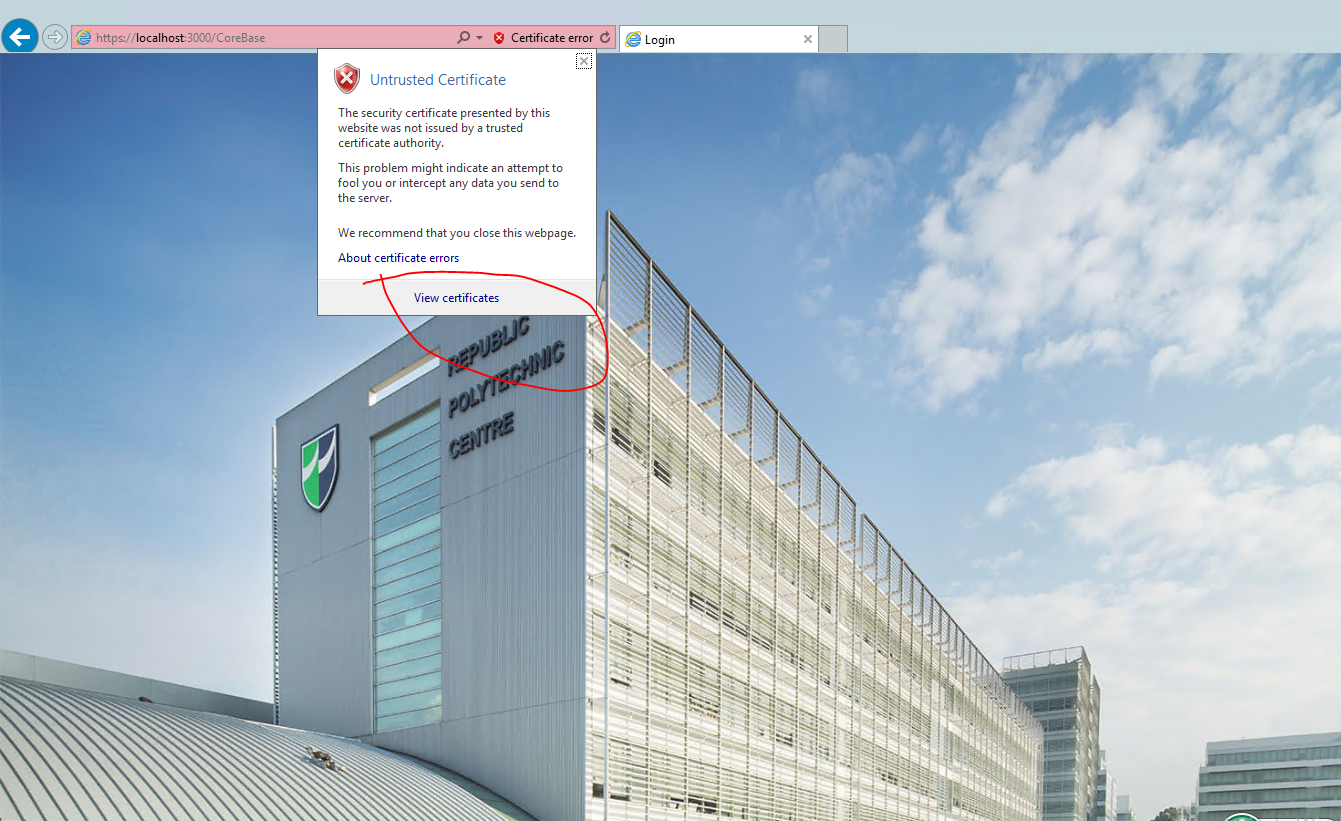 https://localhost:3000/CoreBase
Certificate error
Login
Untrusted Certificate
The security certificate presented by this
website was not issued by a trusted
certificate authority.
This problem might indicate an attempt to
fool you or intercept any data you send to
the server.
We recommend that you close this webpage.
About certificate errors
View certificates
REPUBLIC
POLYTECHNIC
CENTRE